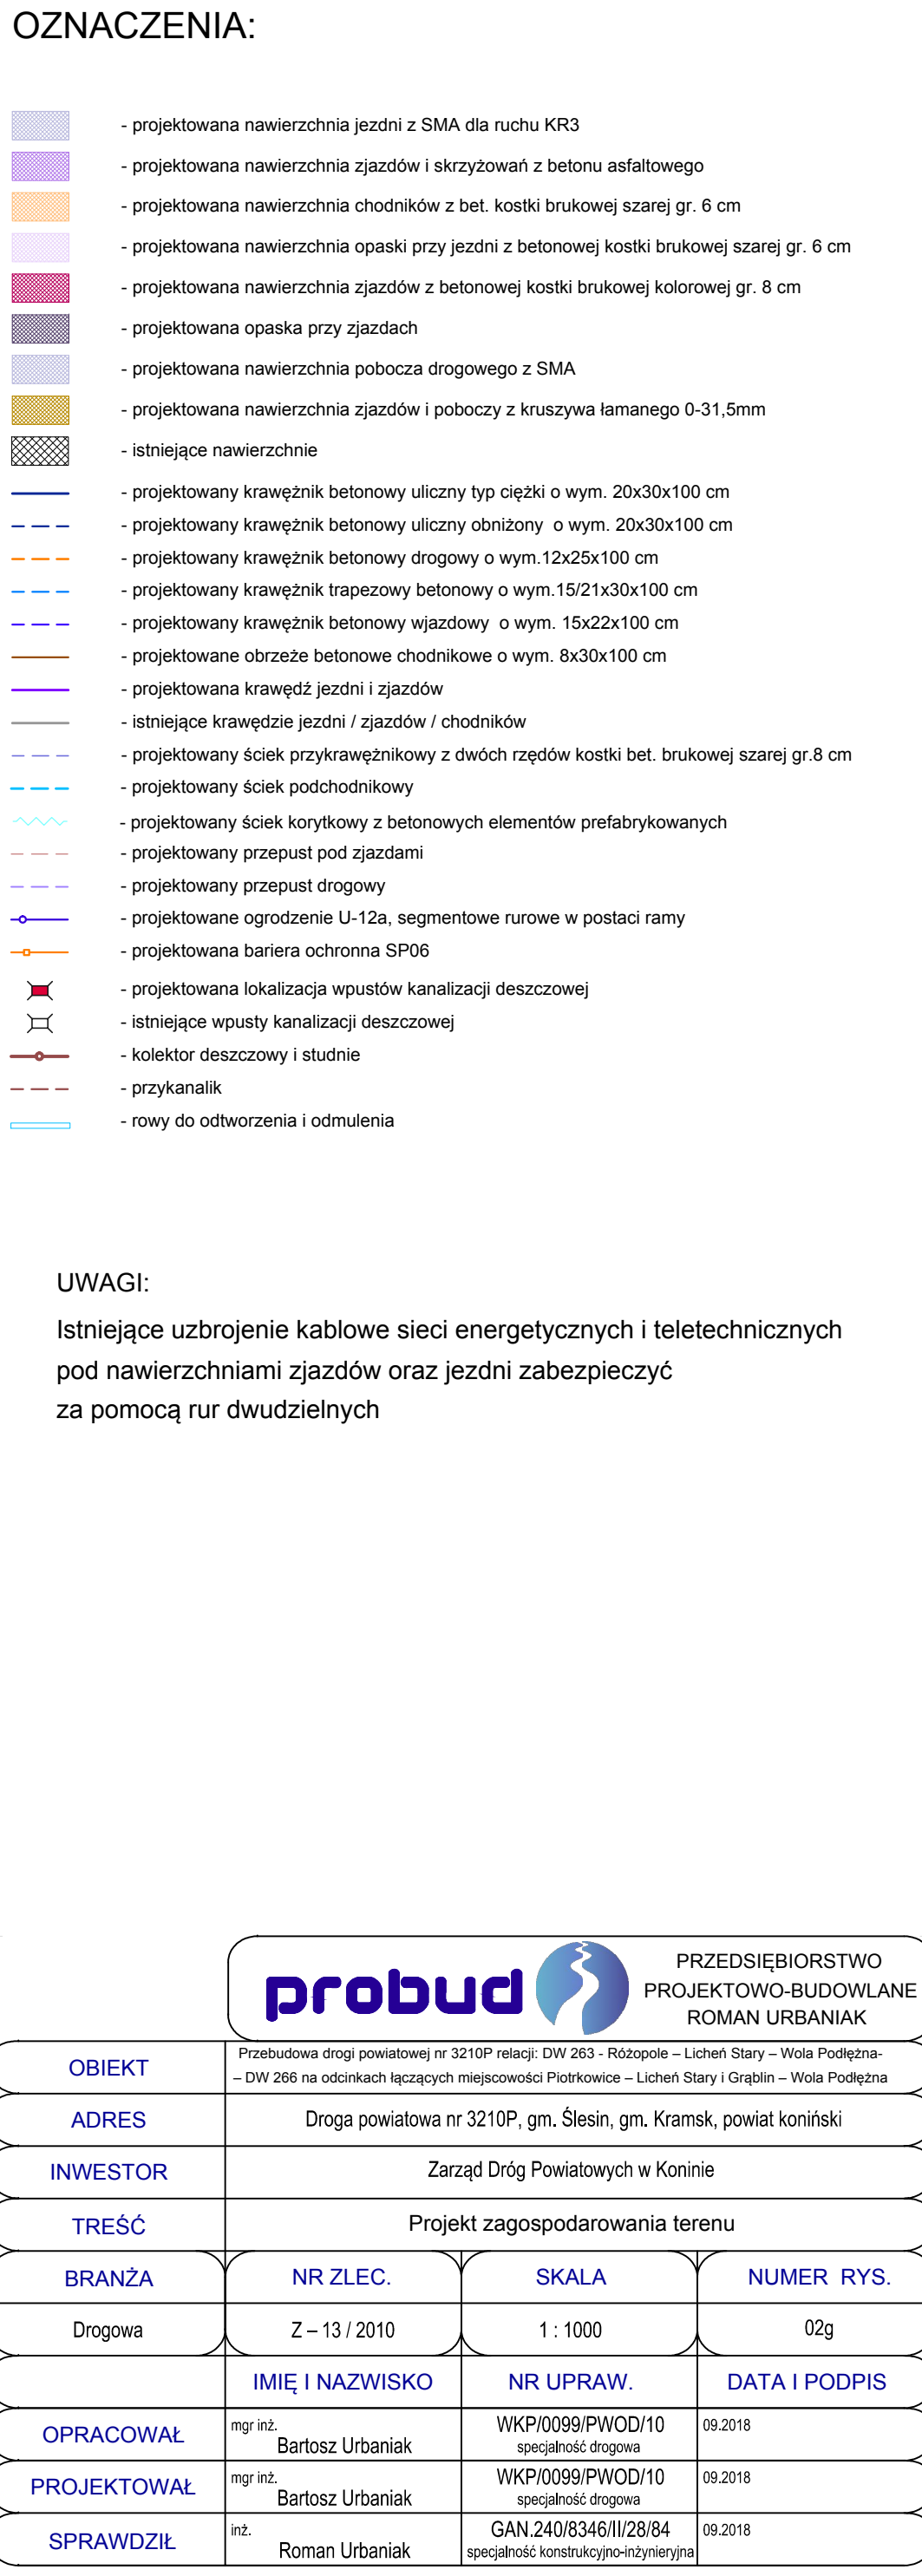 OZNACZENIA:
- projektowana nawierzchnia jezdni z SMA dla ruchu KR3
- projektowana nawierzchnia zjazdów i skrzyżowań z betonu asfaltowego
- projektowana nawierzchnia chodników z bet. kostki brukowej szarej gr. 6 cm
- projektowana nawierzchnia opaski przy jezdni z betonowej kostki brukowej szarej gr. 6 cm
- projektowana nawierzchnia zjazdów z betonowej kostki brukowej kolorowej gr. 8 cm
- projektowana opaska przy zjazdach
- projektowana nawierzchnia pobocza drogowego z SMA
- projektowana nawierzchnia zjazdów i poboczy z kruszywa łamanego 0-31,5mm
- istniejące nawierzchnie
- projektowany krawężnik betonowy uliczny typ ciężki o wym. 20x30x100 cm
- projektowany krawężnik betonowy uliczny obniżony o wym. 20x30x100 cm
- projektowany krawężnik betonowy drogowy o wym.12x25x100 cm
- projektowany krawężnik trapezowy betonowy o wym.15/21x30x100 cm
- projektowany krawężnik betonowy wjazdowy o wym. 15x22x100 cm
- projektowane obrzeże betonowe chodnikowe o wym. 8x30x100 cm
- projektowana krawędź jezdni i zjazdów
- istniejące krawędzie jezdni / zjazdów / chodników
- projektowany ściek przykrawężnikowy z dwóch rzędów kostki bet. brukowej szarej gr.8 cm
- projektowany ściek podchodnikowy
- projektowany ściek korytkowy z betonowych elementów prefabrykowanych
- projektowany przepust pod zjazdami
- projektowany przepust drogowy
- projektowane ogrodzenie U-12a, segmentowe rurowe w postaci ramy
- projektowana bariera ochronna SP06
- projektowana lokalizacja wpustów kanalizacji deszczowej
- istniejące wpusty kanalizacji deszczowej
- kolektor deszczowy i studnie
- przykanalik
- rowy do odtworzenia i odmulenia
UWAGI:
Istniejące uzbrojenie kablowe sieci energetycznych i teletechnicznych
pod nawierzchniami zjazdów oraz jezdni zabezpieczyć
za pomocą rur dwudzielnych
probud
PRZEDSIĘBIORSTWO
PROJEKTOWO-BUDOWLANE
ROMAN URBANIAK
OBIEKT
Przebudowa drogi powiatowej nr 3210P relacji: DW 263 - Różopole – Licheń Stary – Wola Podłężna-
– DW 266 na odcinkach łączących miejscowości Piotrkowice – Licheń Stary i Grąblin – Wola Podłężna
ADRES
Droga powiatowa nr 3210P, gm. Ślesin, gm. Kramsk, powiat koniński
INWESTOR
Zarząd Dróg Powiatowych w Koninie
TREŚĆ
Projekt zagospodarowania terenu
BRANŻA NR ZLEC. SKALA NUMER RYS.
Drogowa Z – 13 / 2010 1 : 1000 02g
IMIĘ I NAZWISKO NR UPRAW. DATA I PODPIS
OPRACOWAŁ
mgr inż.
Bartosz Urbaniak
WKP/0099/PWOD/10
specjalność drogowa
09.2018
PROJEKTOWAŁ
mgr inż.
Bartosz Urbaniak
WKP/0099/PWOD/10
specjalność drogowa
09.2018
SPRAWDZIŁ
inż.
Roman Urbaniak
GAN.240/8346/II/28/84
specjalność konstrukcyjno-inżynieryjna
09.2018